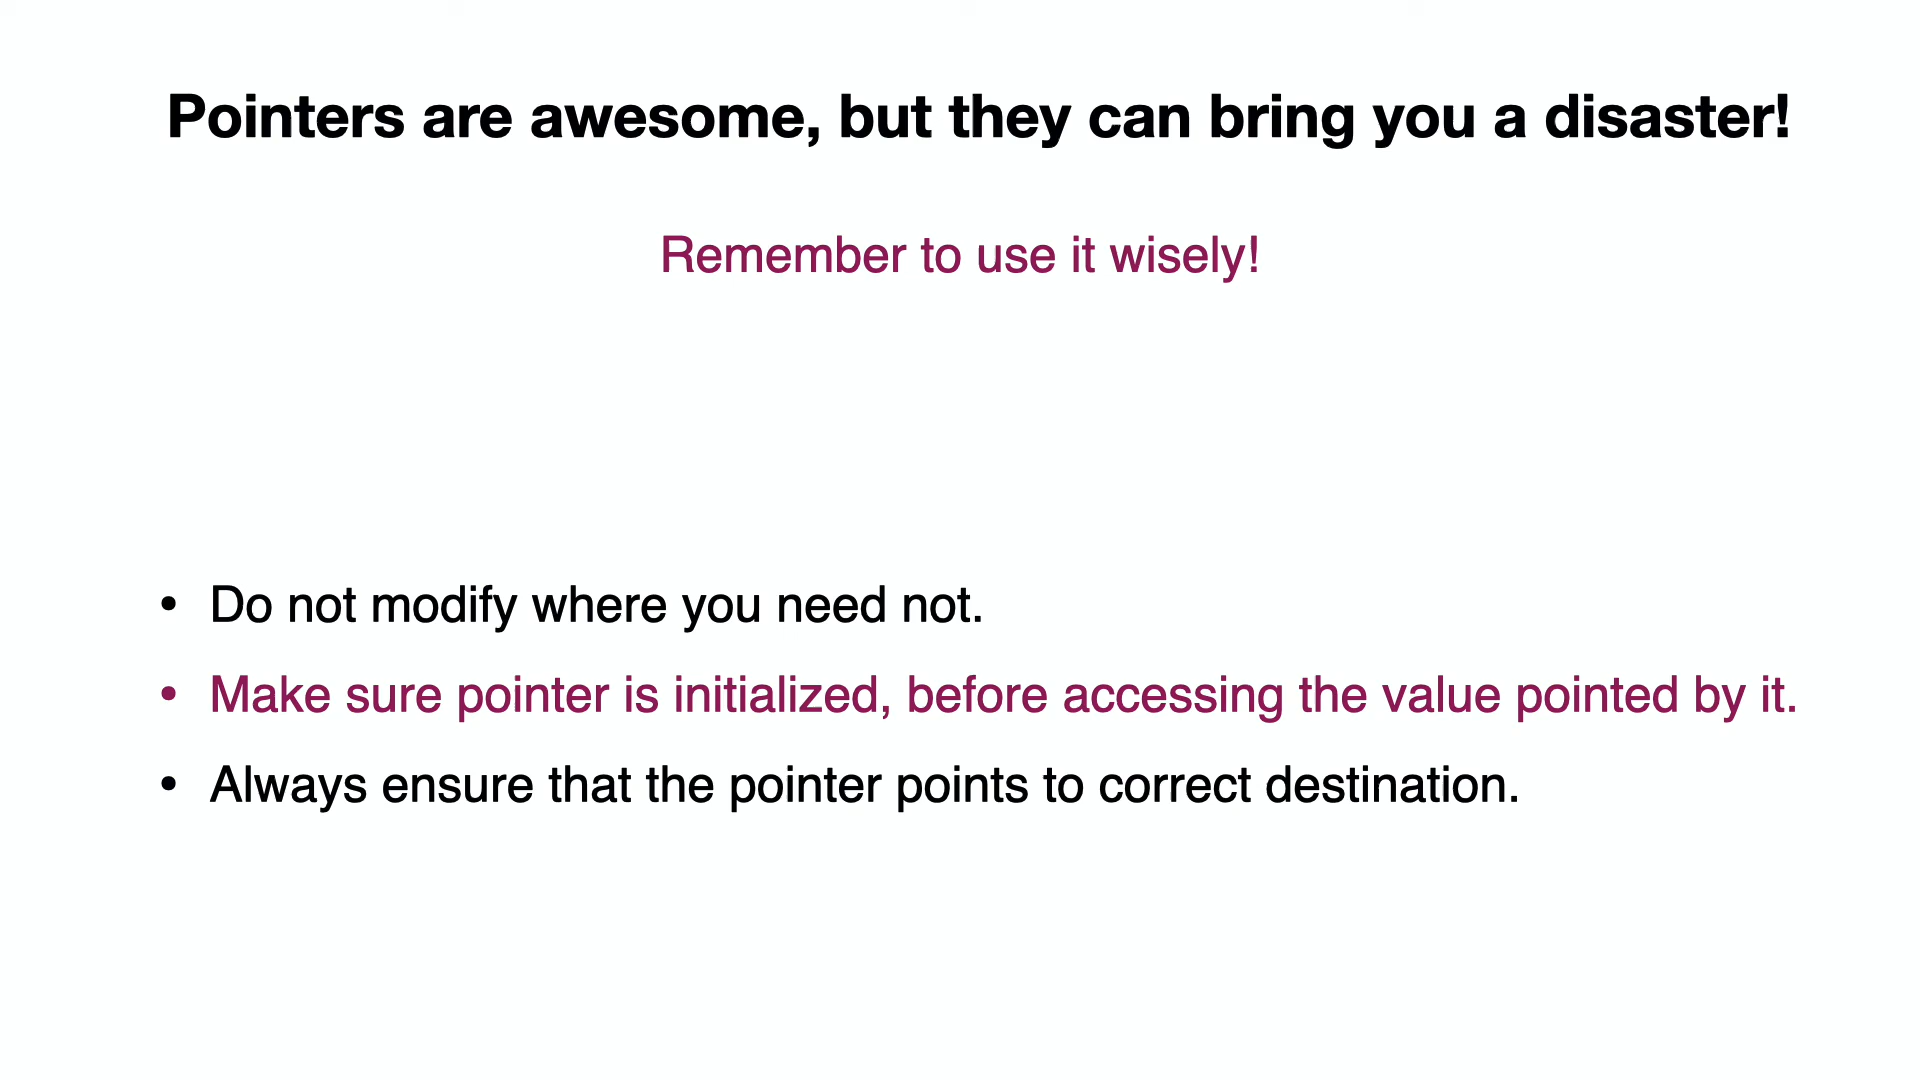 Pointers are awesome, but they can bring you a disaster!
Remember to use it wisely!
• Do not modify where you need not.
• Make sure pointer is initialized, before accessing the value pointed by it.
• Always ensure that the pointer points to correct destination.